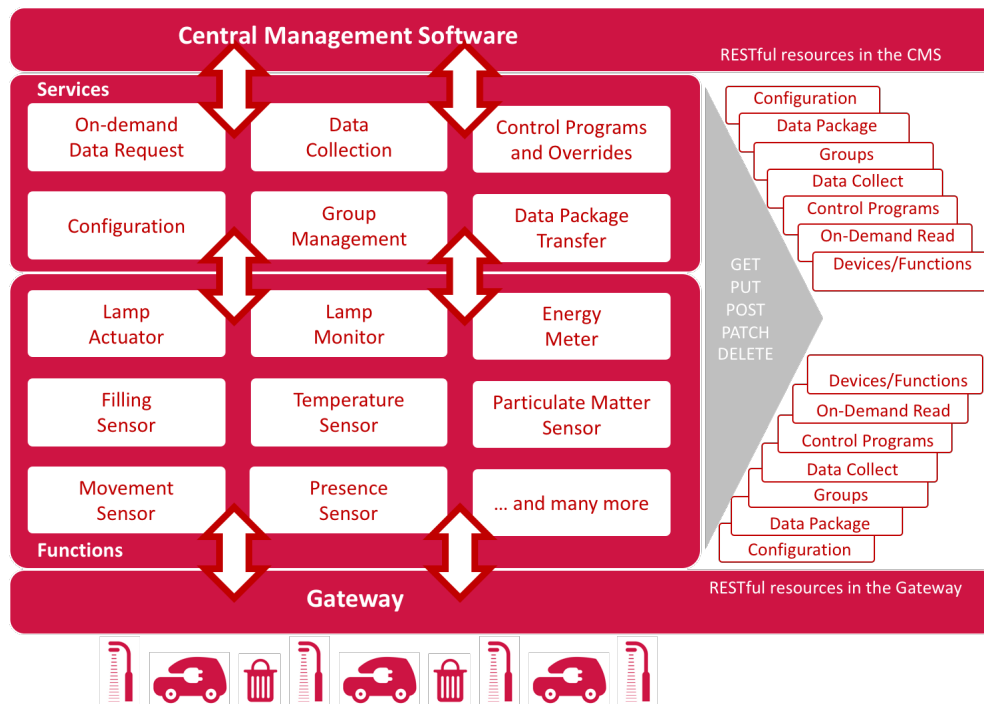 Central Management Software
RESTful resources in the CMS
Services
On-demand
Data Request
Data
Collection
Control Programs
and Overrides
Configuration
Group
Management
Data Package
Transfer
Lamp
Actuator
Lamp
Monitor
Energy
Meter
Filling
Sensor
Temperature
Sensor
Particulate Matter
Sensor
Movement
Sensor
Presence
Sensor
... and many more
Functions
Gateway
GET
PUT
POST
PATCH
DELETE
Configuration
Data Package
Groups
Data Collect
Control Programs
On-Demand Read
Devices/Functions
Devices/Functions
On-Demand Read
Control Programs
Data Collect
Groups
Data Package
Configuration
RESTful resources in the Gateway